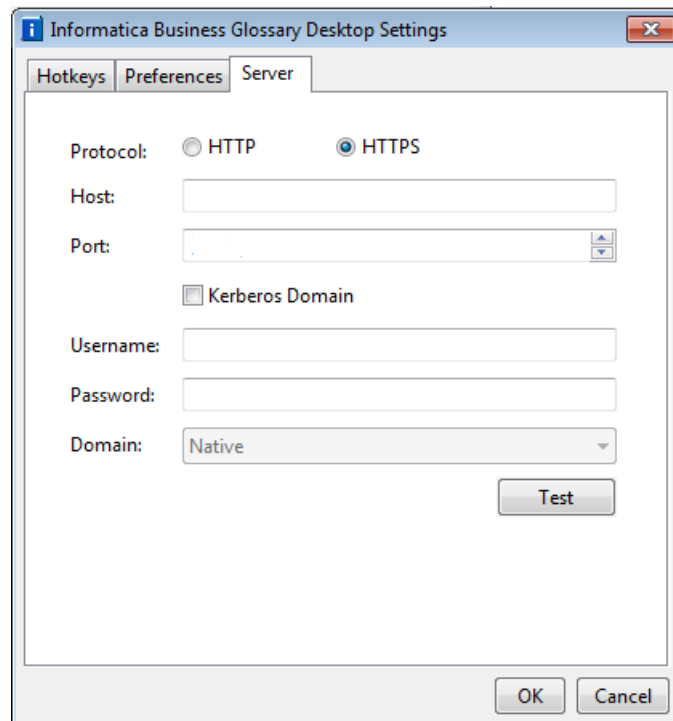 Informatica Business Glossary Desktop Settings
Hotkeys Preferences Server
Protocol: HTTP HTTPS
Host:
Port:
Kerberos Domain
Username:
Password:
Domain: Native
Test
OK Cancel